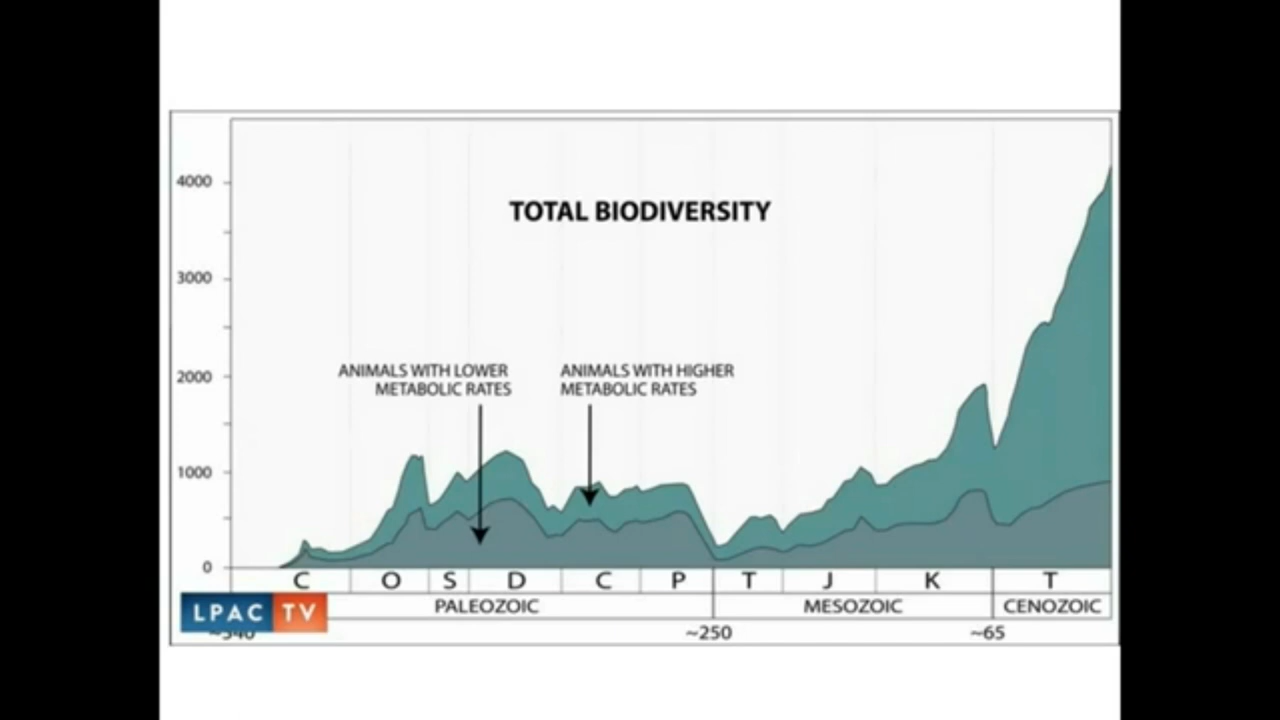 4000
TOTAL BIODIVERSITY
3000
2000
ANIMALS WITH LOWER
METABOLIC RATES
ANIMALS WITH HIGHER
METABOLIC RATES
1000
0
C O S D C P T J K T
PALEOZOIC MESOZOIC CENOZOIC
LPAC TV
~540 ~250 ~65